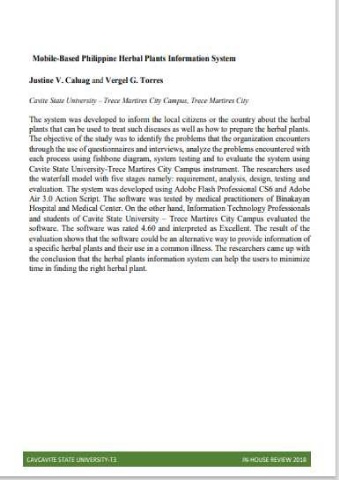 Mobile-Based Philippine Herbal Plants Information System
Justine V. Caluag and Vergel G. Torres
Cavite State University – Trece Martires City Campus, Trece Martires City
The system was developed to inform the local citizens or the country about the herbal
plants that can be used to treat such diseases as well as how to prepare the herbal plants.
The objective of the study was to identify the problems that the organization encounters
through the use of questionnaires and interviews, analyze the problems encountered with
each process using fishbone diagram, system testing and to evaluate the system using
Cavite State University-Trece Martires City Campus instrument. The researchers used
the waterfall model with five stages namely: requirement, analysis, design, testing and
evaluation. The system was developed using Adobe Flash Professional CS6 and Adobe
Air 3.0 Action Script. The software was tested by medical practitioners of Binakayan
Hospital and Medical Center. On the other hand, Information Technology Professionals
and students of Cavite State University – Trece Martires City Campus evaluated the
software. The software was rated 4.60 and interpreted as Excellent. The result of the
evaluation shows that the software could be an alternative way to provide information of
a specific herbal plants and their use in a common illness. The researchers came up with
the conclusion that the herbal plants information system can help the users to minimize
time in finding the right herbal plant.
CAVCAVITE STATE UNIVERSITY-T3 IN-HOUSE REVIEW 2018